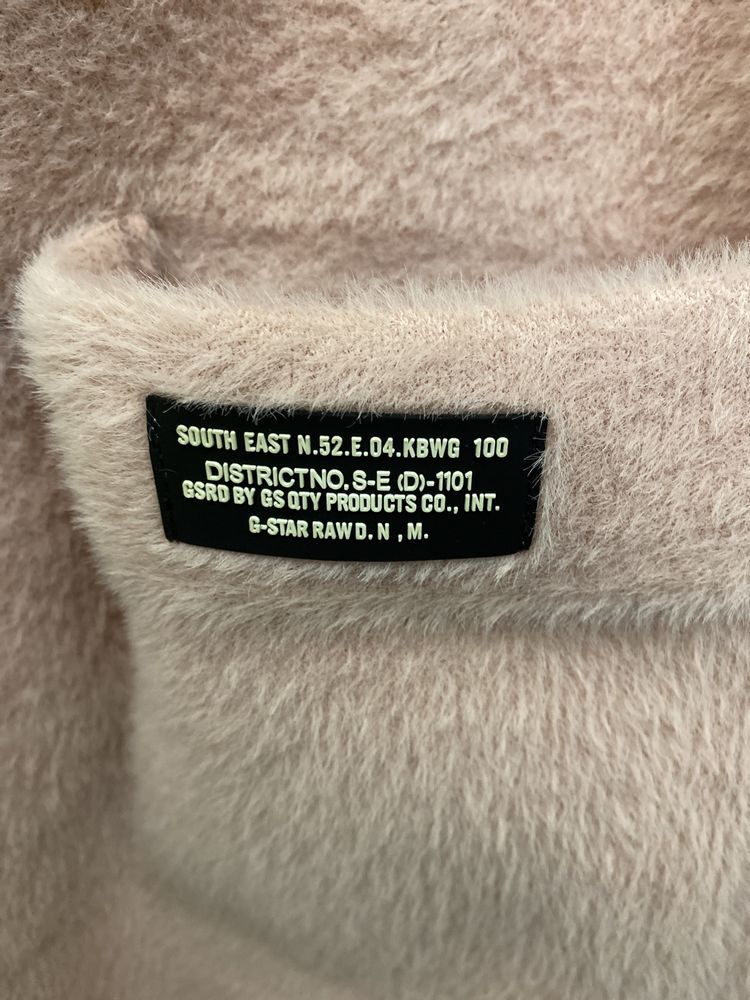 SOUTH EAST N.52.E.04.KBWG 100
DISTRICTNO. S-E (D)-1101
GSRD BY GS QTY PRODUCTS CO., INT.
G-STAR RAW D. N , M.